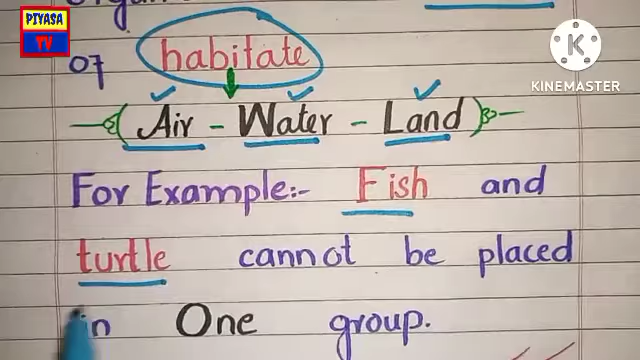 PIYASA
TV
of habitate
KINEMASTER
Air - Water - Land
For Example:- Fish and
turtle cannot be placed
in One group.